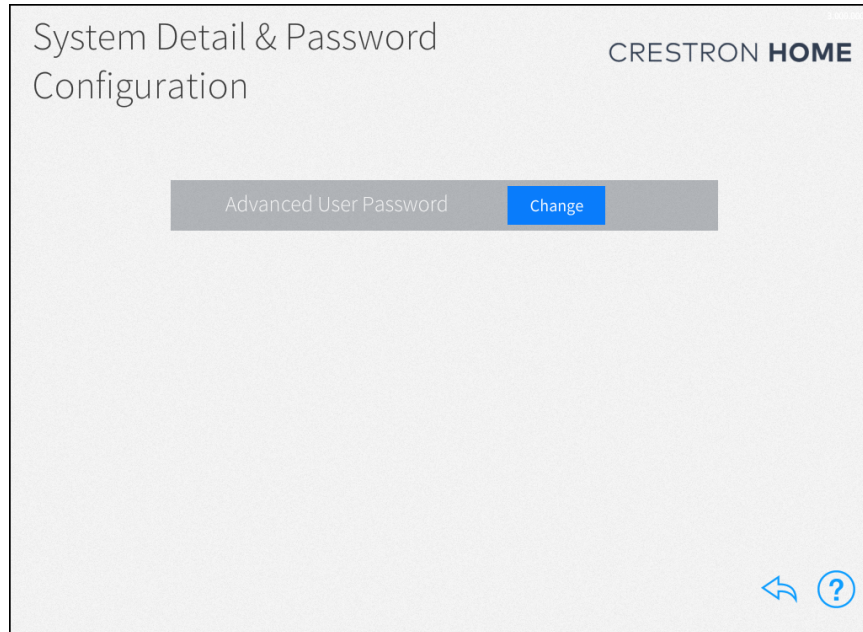 System Detail & Password
Configuration
CRESTRON HOME
Advanced User Password
Change
?